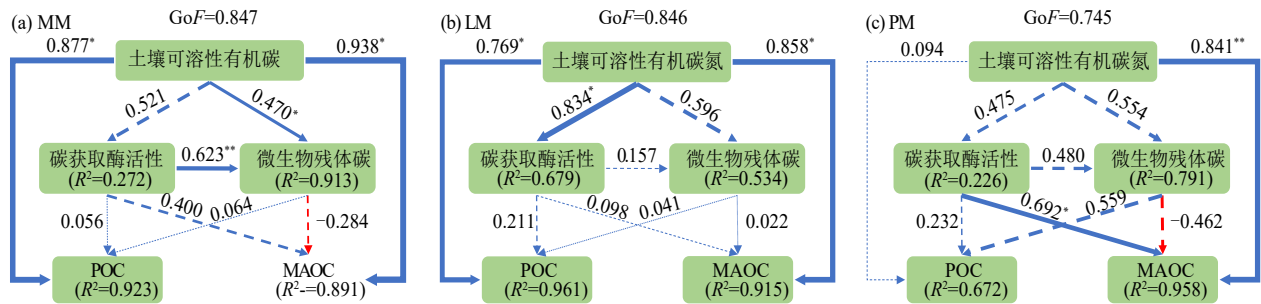 (a) MM
GoF=0.847
0.877*
0.938*
土壤可溶性有机碳
0.521
0.470*
碳获取酶活性
(R²=0.272)
0.623**
微生物残体碳
(R²=0.913)
0.056
0.400
0.064
−0.284
POC
(R²=0.923)
MAOC
(R²-=0.891)
(b) LM
GoF=0.846
0.769*
0.858*
土壤可溶性有机碳氮
0.834*
0.596
碳获取酶活性
(R²=0.679)
0.157
微生物残体碳
(R²=0.534)
0.211
0.098
0.041
0.022
POC
(R²=0.961)
MAOC
(R²=0.915)
(c) PM
GoF=0.745
0.094
0.841**
土壤可溶性有机碳氮
0.475
0.554
碳获取酶活性
(R²=0.226)
0.480
微生物残体碳
(R²=0.791)
0.232
0.692*
0.559
−0.462
POC
(R²=0.672)
MAOC
(R²=0.958)